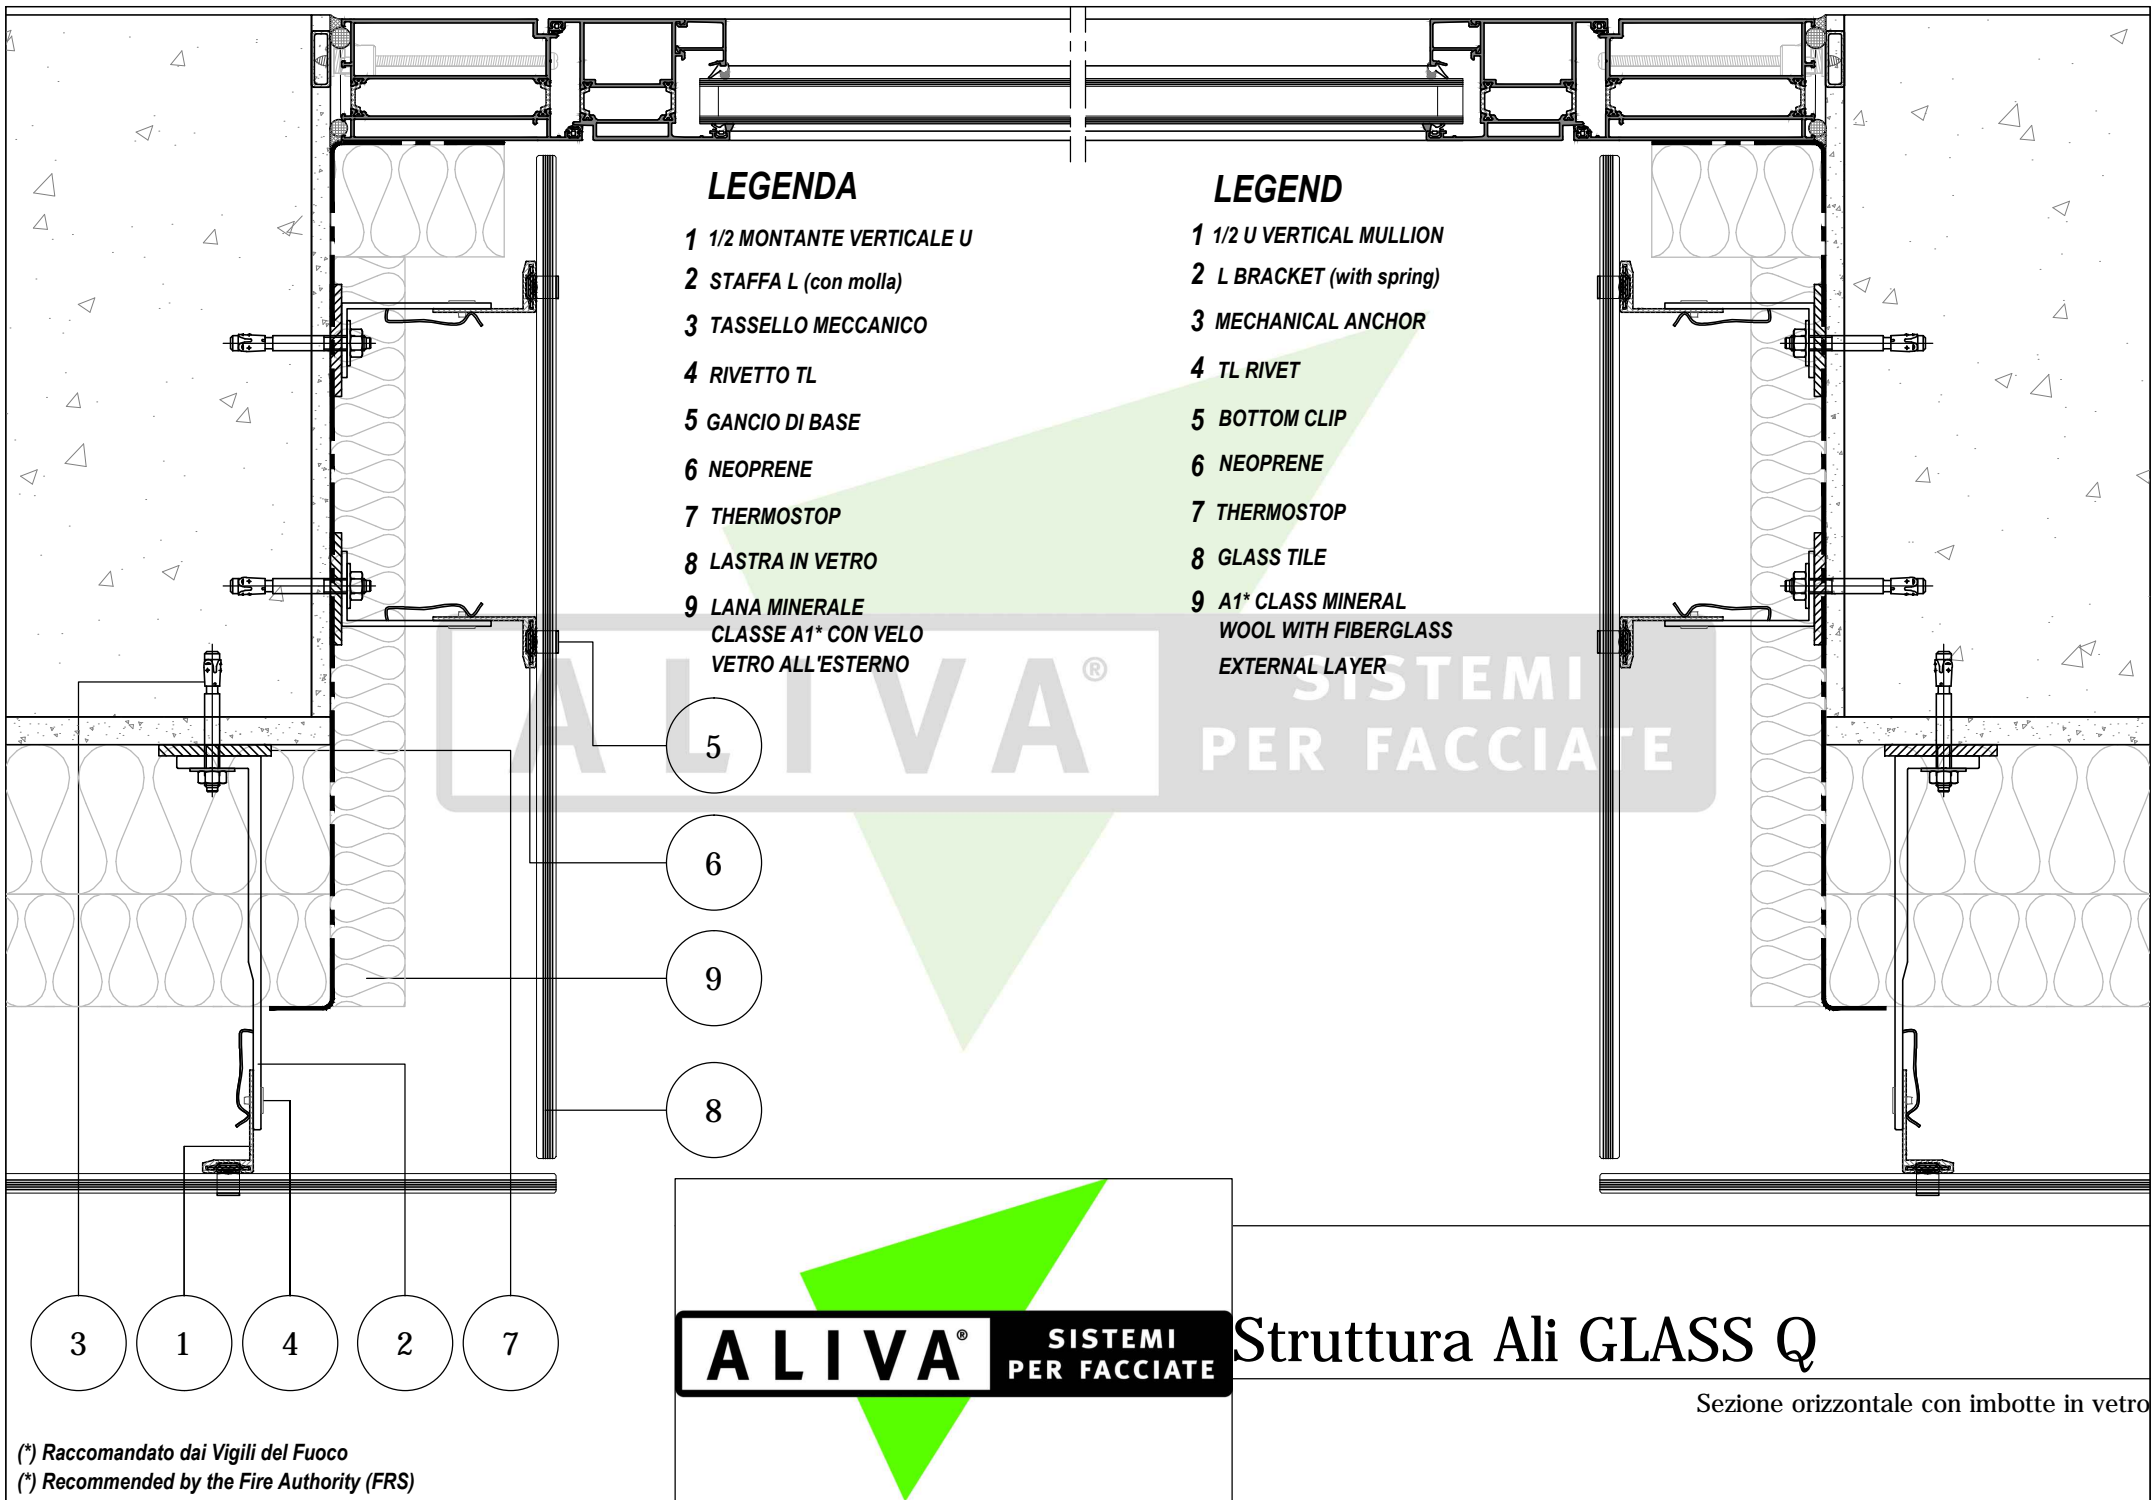 LEGENDA
1 1/2 MONTANTE VERTICALE U
2 STAFFA L (con molla)
3 TASSELLO MECCANICO
4 RIVETTO TL
5 GANCIO DI BASE
6 NEOPRENE
7 THERMOSTOP
8 LASTRA IN VETRO
9 LANA MINERALE
CLASSE A1* CON VELO
VETRO ALL'ESTERNO
LEGEND
1 1/2 U VERTICAL MULLION
2 L BRACKET (with spring)
3 MECHANICAL ANCHOR
4 TL RIVET
5 BOTTOM CLIP
6 NEOPRENE
7 THERMOSTOP
8 GLASS TILE
9 A1* CLASS MINERAL
WOOL WITH FIBERGLASS
EXTERNAL LAYER
ALIVA®
SISTEMI
PER FACCIATE
5
6
9
8
3 1 4 2 7
ALIVA®
SISTEMI
PER FACCIATE
Struttura Ali GLASS Q
Sezione orizzontale con imbotte in vetro
(*) Raccomandato dai Vigili del Fuoco
(*) Recommended by the Fire Authority (FRS)